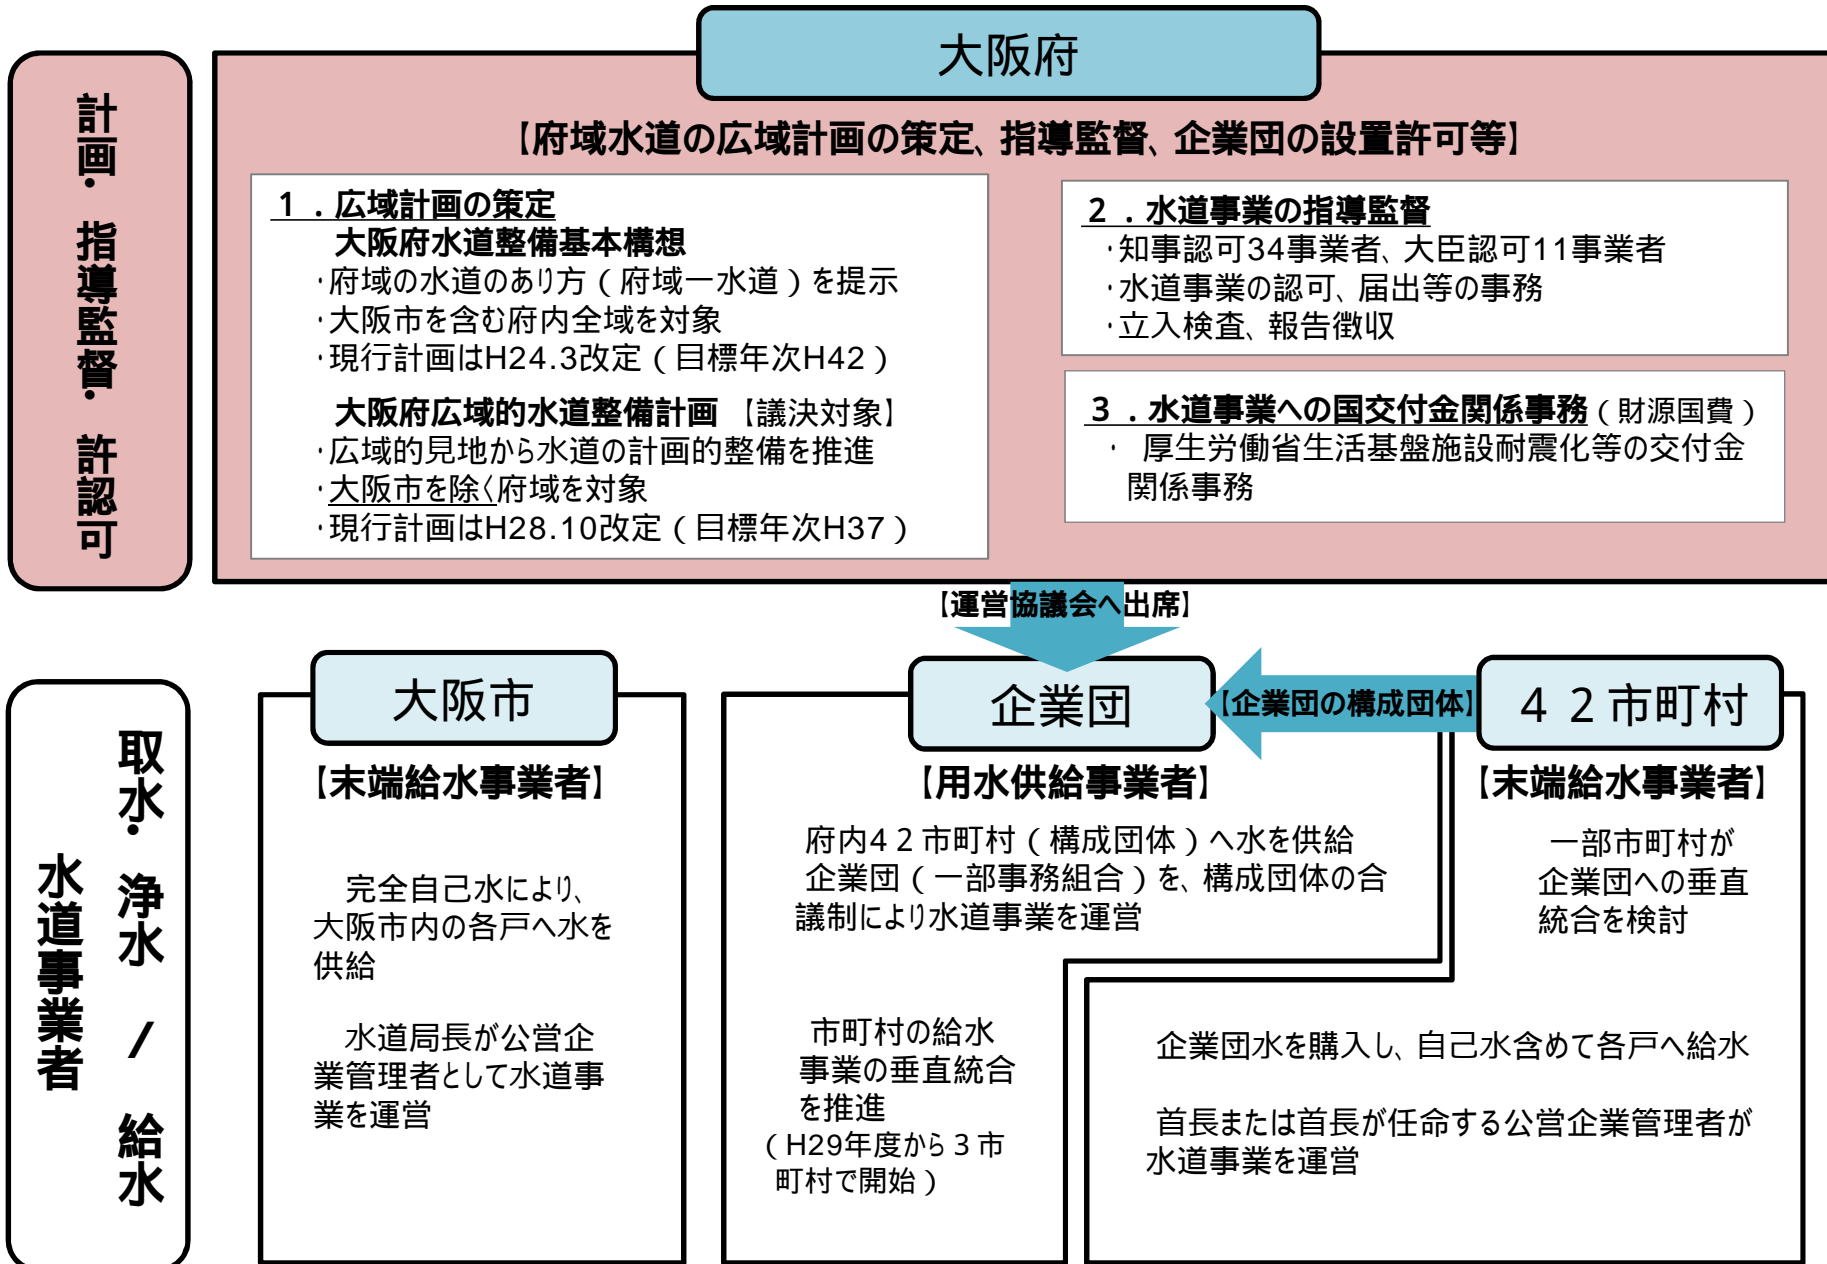 大阪府
計画・指導監督・許認可
【府域水道の広域計画の策定、指導監督、企業団の設置許可等】
１．広域計画の策定
大阪府水道整備基本構想
・府域の水道のあり方（府域一水道）を提示
・大阪市を含む府内全域を対象
・現行計画はH24.3改定（目標年次H42）
大阪府広域的水道整備計画 【議決対象】
・広域的見地から水道の計画的整備を推進
・大阪市を除く府域を対象
・現行計画はH28.10改定（目標年次H37）
２．水道事業の指導監督
・知事認可34事業者、大臣認可11事業者
・水道事業の認可、届出等の事務
・立入検査、報告徴収
３．水道事業への国交付金関係事務（財源国費）
・ 厚生労働省生活基盤施設耐震化等の交付金
関係事務
【運営協議会へ出席】
取水・浄水 / 給水
水道事業者
大阪市
【末端給水事業者】
完全自己水により、
大阪市内の各戸へ水を
供給
水道局長が公営企
業管理者として水道事
業を運営
企業団
【企業団の構成団体】
【用水供給事業者】
府内４２市町村（構成団体）へ水を供給
企業団（一部事務組合）を、構成団体の合
議制により水道事業を運営
市町村の給水
事業の垂直統合
を推進
（H29年度から３市
町村で開始）
４２市町村
【末端給水事業者】
一部市町村が
企業団への垂直
統合を検討
企業団水を購入し、自己水含めて各戸へ給水
首長または首長が任命する公営企業管理者が
水道事業を運営